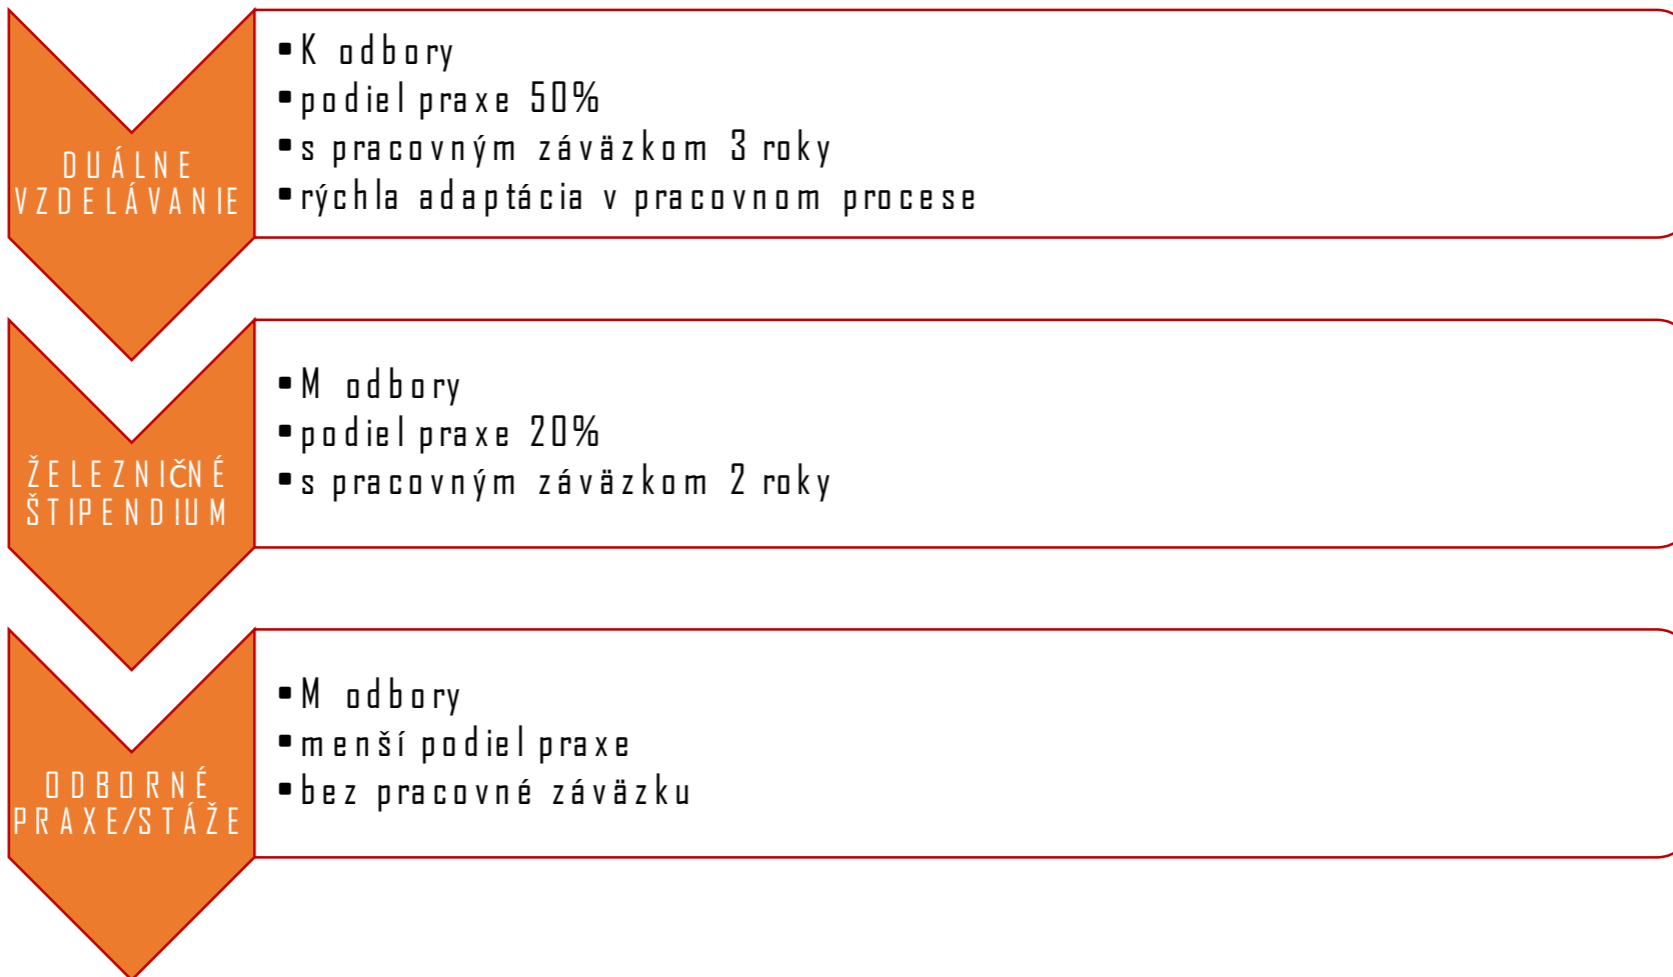 DUÁLNE
VZDELÁVANIE
▪K odbory
▪podiel praxe 50%
▪s pracovným záväzkom 3 roky
▪rýchla adaptácia v pracovnom procese
ŽELEZNIČNÉ
ŠTIPENDIUM
▪M odbory
▪podiel praxe 20%
▪s pracovným záväzkom 2 roky
ODBORNÉ
PRAXE/STÁŽE
▪M odbory
▪menší podiel praxe
▪bez pracovné záväzku